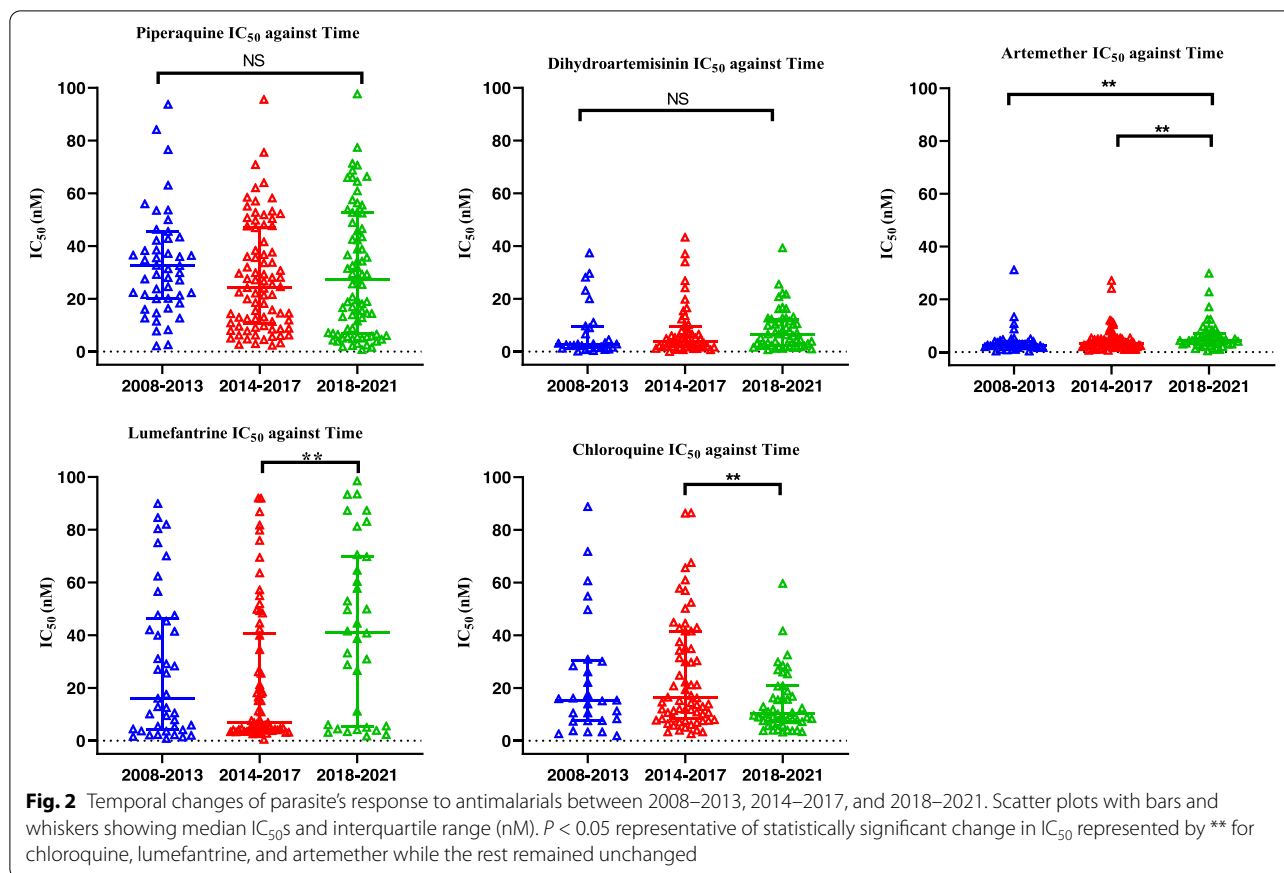 Piperaquine IC50 against Time
NS
IC50 (nM)
100
80
60
40
20
0
2008-2013 2014-2017 2018-2021
Dihydroartemisinin IC50 against Time
NS
IC50 (nM)
100
80
60
40
20
0
2008-2013 2014-2017 2018-2021
Artemether IC50 against Time
**
**
IC50 (nM)
100
80
60
40
20
0
2008-2013 2014-2017 2018-2021
Lumefantrine IC50 against Time
**
IC50 (nM)
100
80
60
40
20
0
2008-2013 2014-2017 2018-2021
Chloroquine IC50 against Time
**
IC50 (nM)
100
80
60
40
20
0
2008-2013 2014-2017 2018-2021
Fig. 2 Temporal changes of parasite's response to antimalarials between 2008–2013, 2014–2017, and 2018–2021. Scatter plots with bars and
whiskers showing median IC50s and interquartile range (nM). P < 0.05 representative of statistically significant change in IC50 represented by ** for
chloroquine, lumefantrine, and artemether while the rest remained unchanged